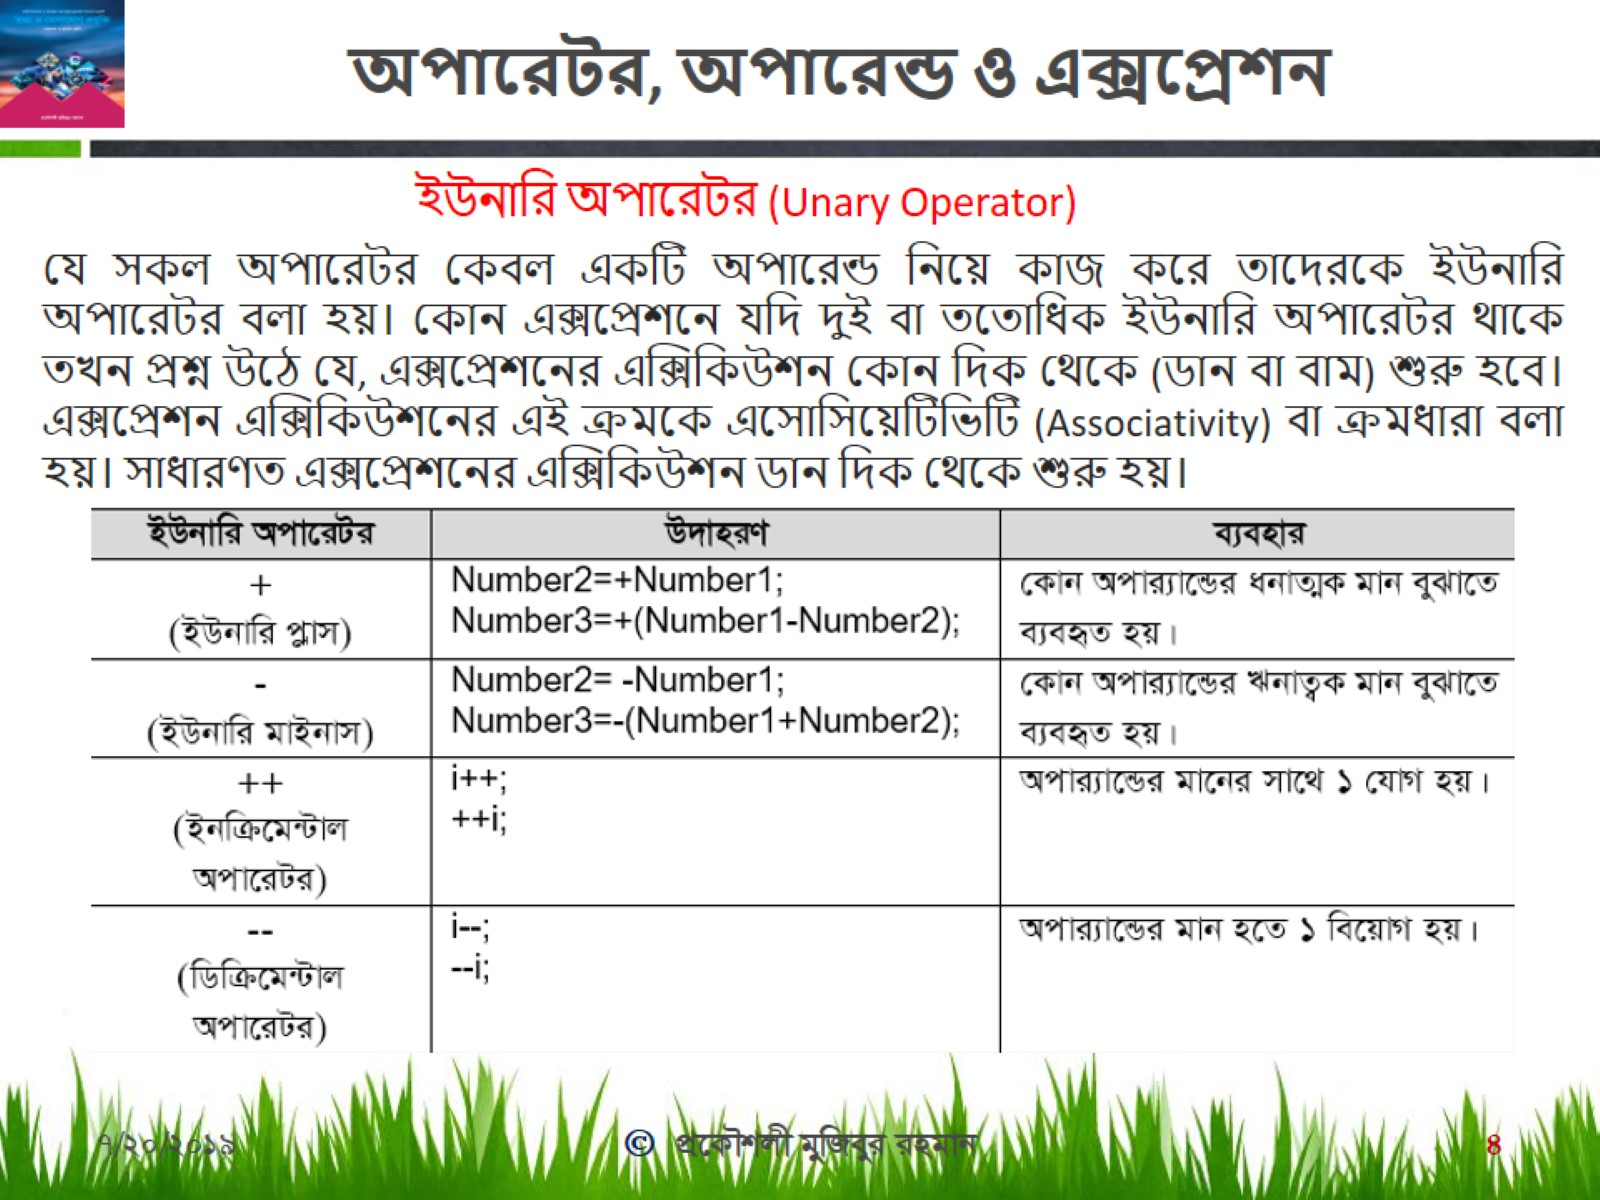 অপারেটর, অপারেন্ড ও এক্সপ্রেশন
ইউনারি অপারেটর (Unary Operator)
যে সকল অপারেটর কেবল একটি অপারেন্ড নিয়ে কাজ করে তাদেরকে ইউনারি
অপারেটর বলা হয়। কোন এক্সপ্রেশনে যদি দুই বা ততোধিক ইউনারি অপারেটর থাকে
তখন প্রশ্ন উঠে যে, এক্সপ্রেশনের এক্সিকিউশন কোন দিক থেকে (ডান বা বাম) শুরু হবে।
এক্সপ্রেশন এক্সিকিউশনের এই ক্রমকে এসোসিয়েটিভিটি (Associativity) বা ক্রমধারা বলা
হয়। সাধারণত এক্সপ্রেশনের এক্সিকিউশন ডান দিক থেকে শুরু হয়।
ইউনারি অপারেটর উদাহরণ ব্যবহার
+
(ইউনারি প্লাস)
Number2=+Number1;
Number3=+(Number1-Number2);
কোন অপার‍্যান্ডের ধনাত্মক মান বুঝাতে
ব্যবহৃত হয়।
-
(ইউনারি মাইনাস)
Number2= -Number1;
Number3=-(Number1+Number2);
কোন অপার‍্যান্ডের ঋনাত্বক মান বুঝাতে
ব্যবহৃত হয়।
++
(ইনক্রিমেন্টাল
অপারেটর)
i++;
++i;
অপার‍্যান্ডের মানের সাথে ১ যোগ হয়।
--
(ডিক্রিমেন্টাল
অপারেটর)
i--;
--i;
অপার‍্যান্ডের মান হতে ১ বিয়োগ হয়।
৭/২০/২০১৯ © প্রকৌশলী মুজিবুর রহমান 8